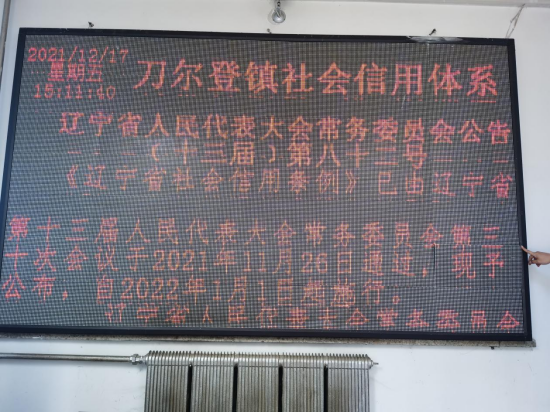 2021/12/17
星期五
15:11:40
刀尔登镇社会信用体系
辽宁省人民代表大会常务委员会公告
（十三届）第八十二号
《辽宁省社会信用条例》已由辽宁省
第十三届人民代表大会常务委员会第三
十次会议于2021年11月26日通过，现予
公布，自2022年1月1日起施行。
辽宁省人民代表大会常务委员会